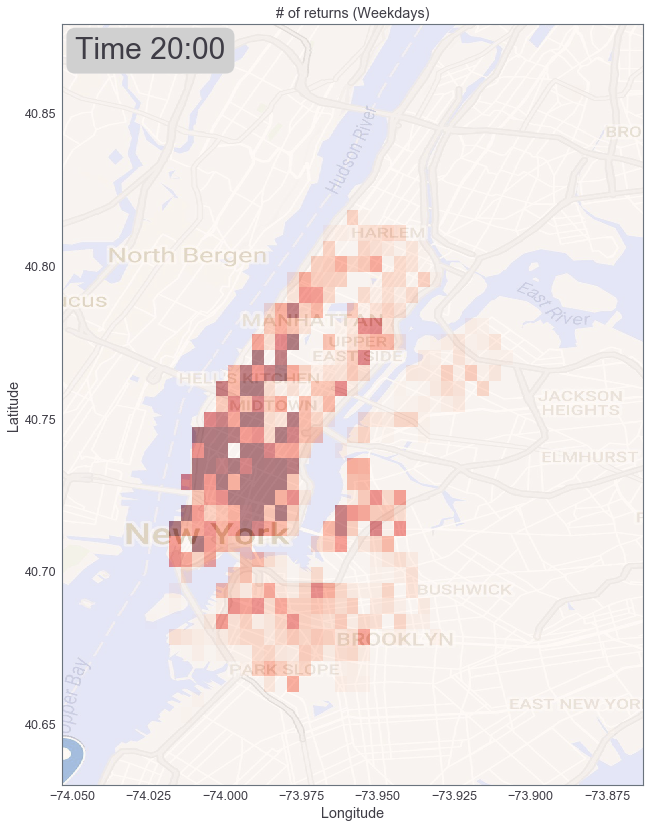 # of returns (Weekdays)
Time 20:00
40.85
BRO
Hudson River
HARLEM
North Bergen
40.80
East River
MANHATTAN
UPPER
EAST SIDE
HELL'S KITCHEN
MIDTOWN
JACKSON
HEIGHTS
Latitude
40.75
ELMHURST
New York
40.70
BUSHWICK
BROOKLYN
PARK SLOPE
EAST NEW YOR
pper Bay
40.65
−74.050 −74.025 −74.000 −73.975 −73.950 −73.925 −73.900 −73.875
Longitude